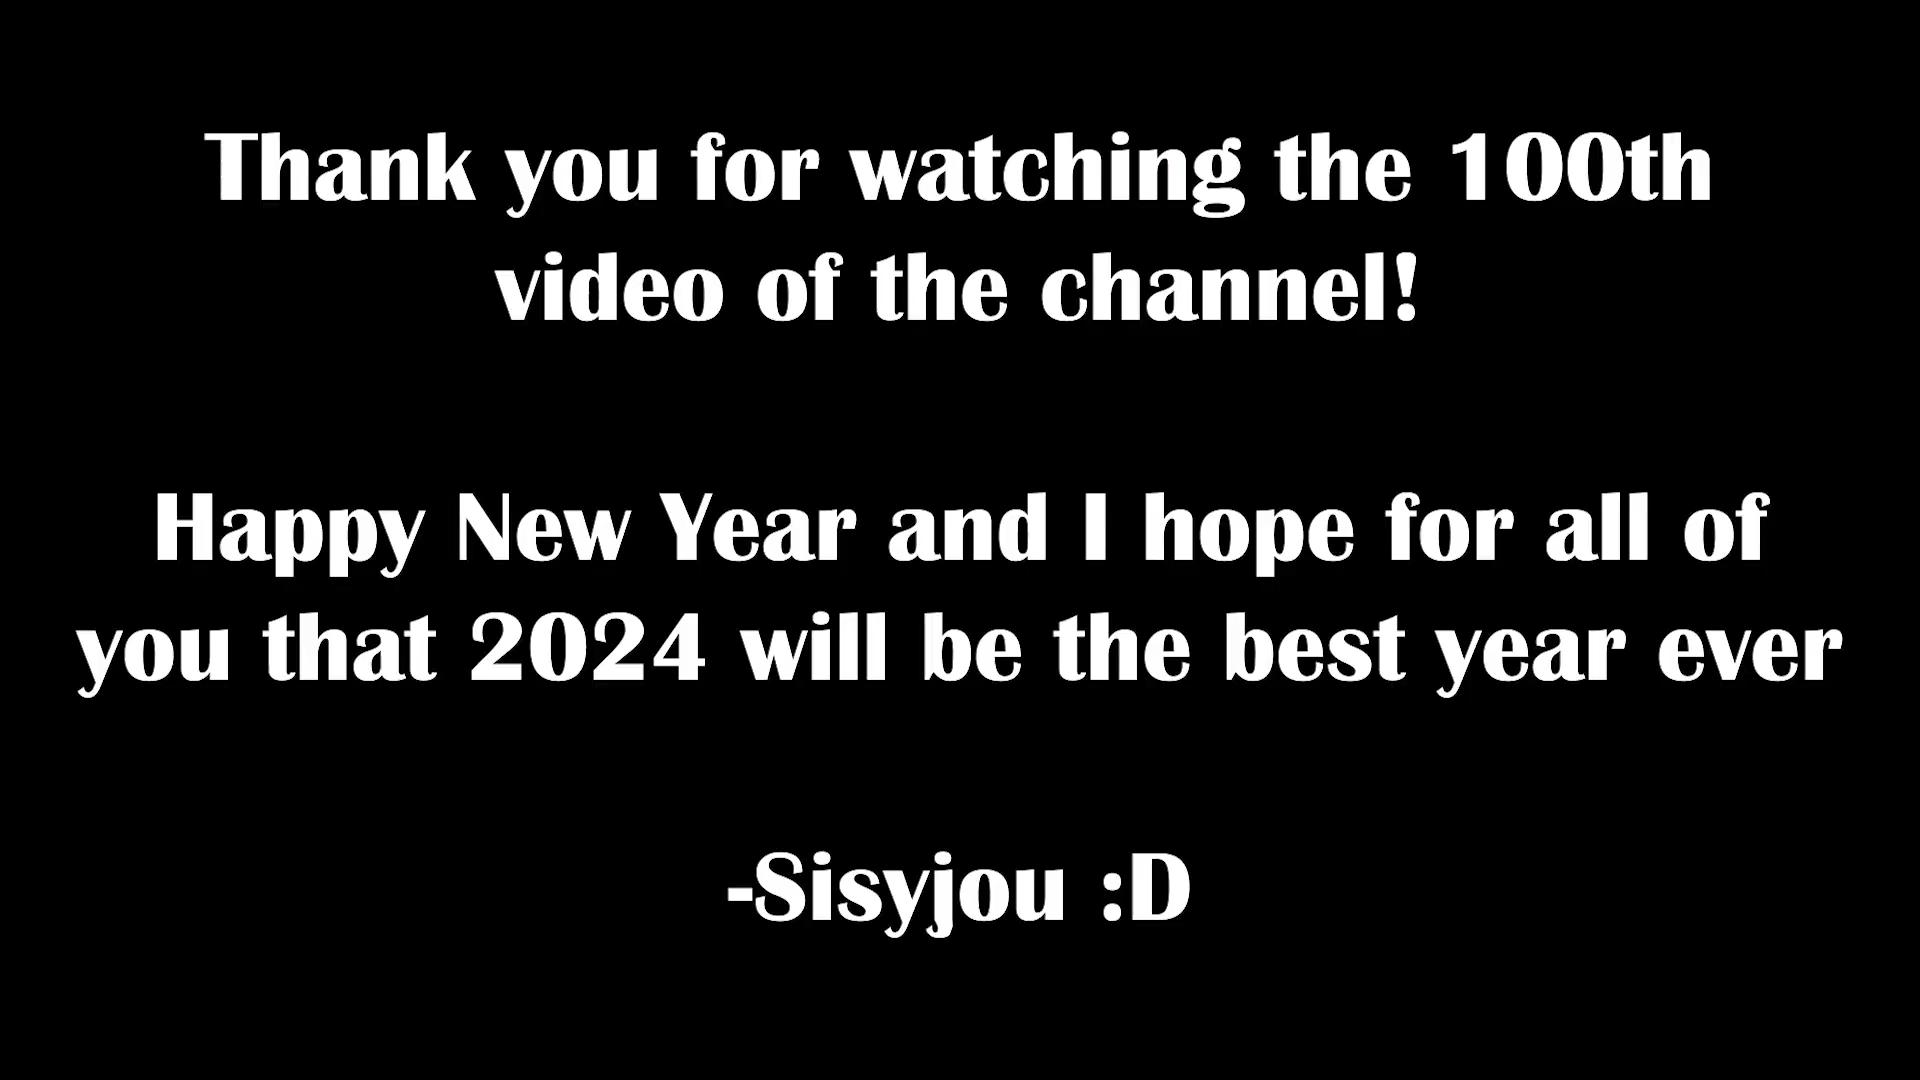 Thank you for watching the 100th
video of the channel!
Happy New Year and I hope for all of
you that 2024 will be the best year ever
-Sisyjou :D